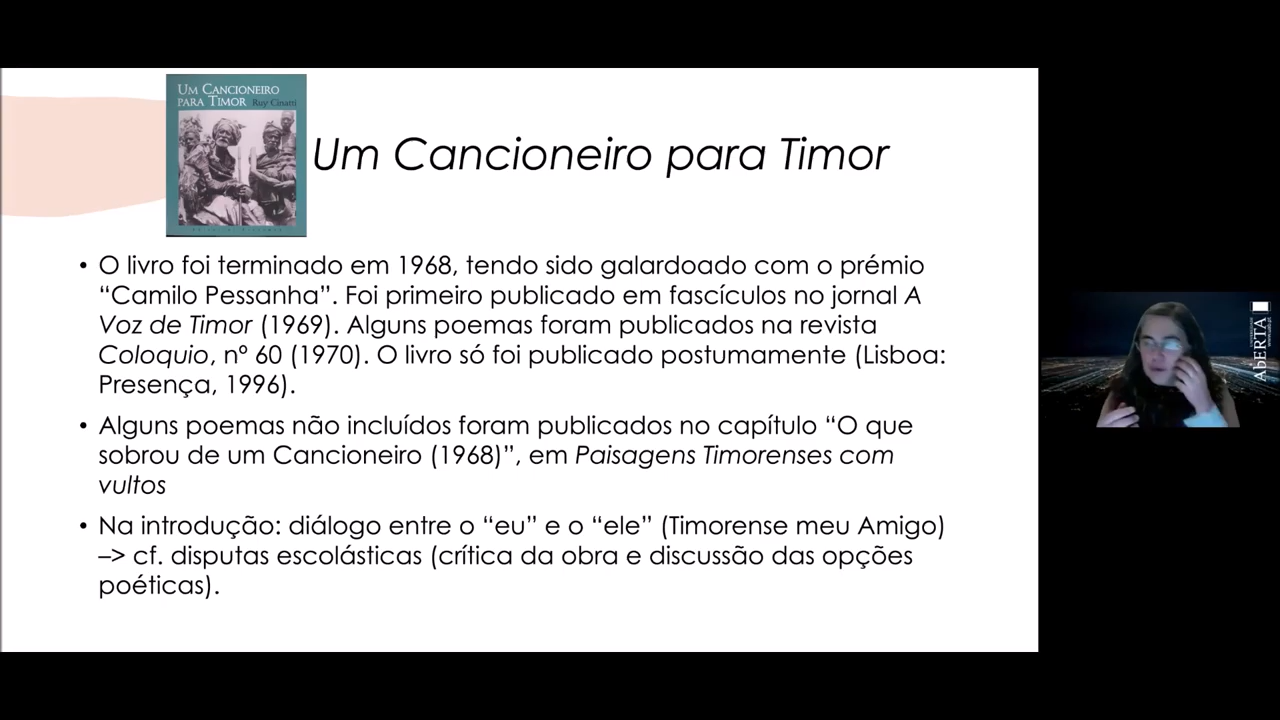 UM CANCIONEIRO
PARA TIMOR Ruy Cinatti
Um Cancioneiro para Timor
• O livro foi terminado em 1968, tendo sido galardoado com o prémio
“Camilo Pessanha”. Foi primeiro publicado em fascículos no jornal A
Voz de Timor (1969). Alguns poemas foram publicados na revista
Coloquio, nº 60 (1970). O livro só foi publicado postumamente (Lisboa:
Presença, 1996).
• Alguns poemas não incluídos foram publicados no capítulo “O que
sobrou de um Cancioneiro (1968)”, em Paisagens Timorenses com
vultos
• Na introdução: diálogo entre o “eu” e o “ele” (Timorense meu Amigo)
–> cf. disputas escolásticas (crítica da obra e discussão das opções
poéticas).
AbERTA